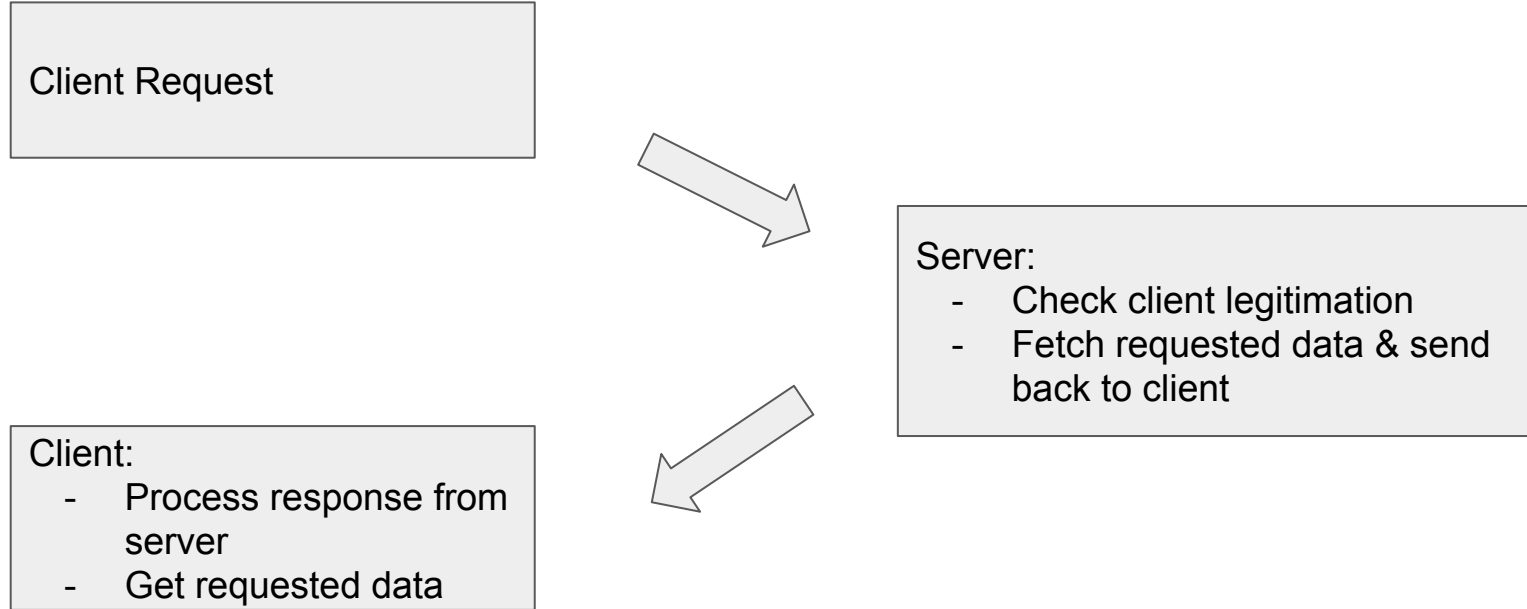 Client Request
Server:
- Check client legitimation
- Fetch requested data & send
back to client
Client:
- Process response from
server
- Get requested data